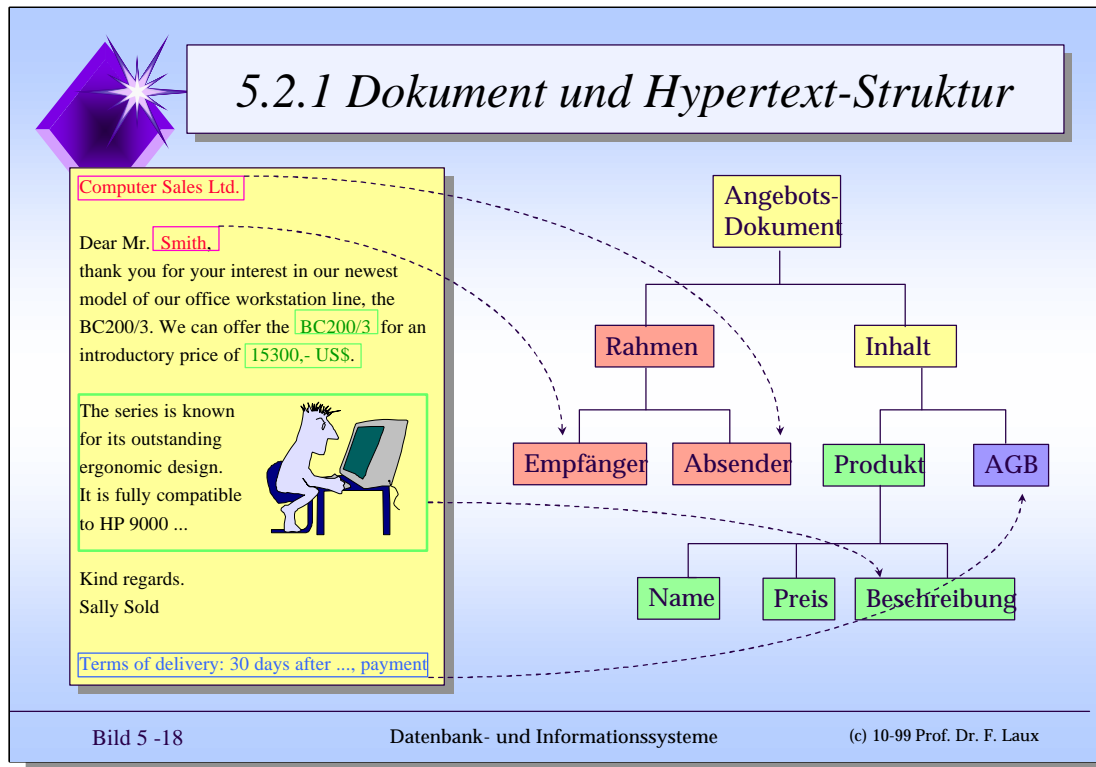 5.2.1 Dokument und Hypertext-Struktur
Computer Sales Ltd.
Dear Mr. Smith,
thank you for your interest in our newest
model of our office workstation line, the
BC200/3. We can offer the BC200/3 for an
introductory price of 15300,- US$.
The series is known
for its outstanding
ergonomic design.
It is fully compatible
to HP 9000 ...
Kind regards.
Sally Sold
Terms of delivery: 30 days after ..., payment
Angebots-
Dokument
Rahmen
Inhalt
Empfänger
Absender
Produkt
AGB
Name
Preis
Beschreibung
Bild 5 -18
Datenbank- und Informationssysteme
(c) 10-99 Prof. Dr. F. Laux